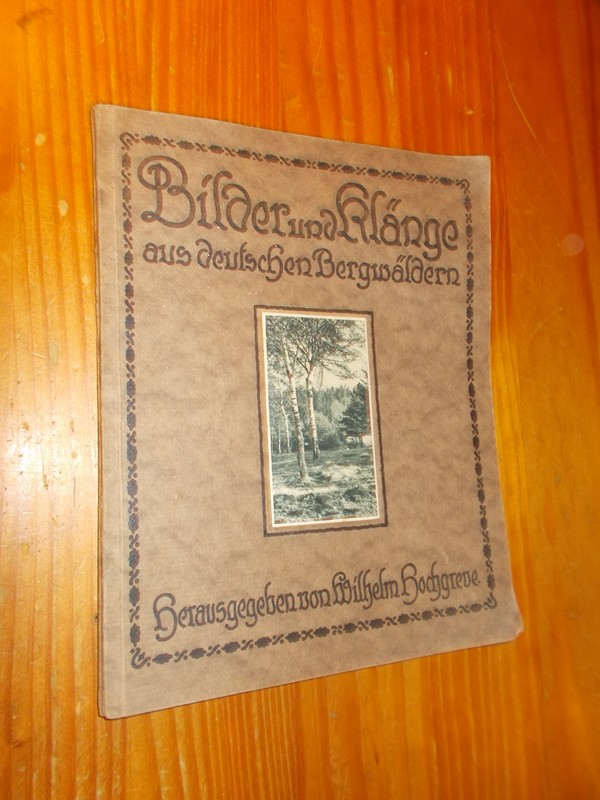 Bilder und Klänge
aus deutschen Bergwäldern
Herausgegeben von Wilhelm Hochgreve